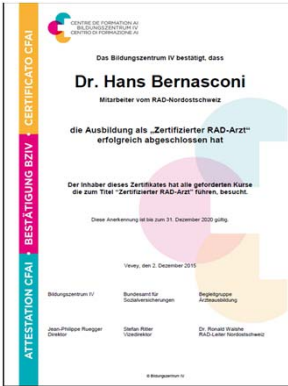 CENTRE DE FORMATION AI
BILDUNGSZENTRUM IV
CENTRO DI FORMAZIONE AI
Das Bildungszentrum IV bestätigt, dass
Dr. Hans Bernasconi
Mitarbeiter vom RAD-Nordostschweiz
die Ausbildung als „Zertifizierter RAD-Arzt“
erfolgreich abgeschlossen hat
Der Inhaber dieses Zertifikates hat alle geforderten Kurse
die zum Titel "Zertifizierter RAD-Arzt" führen, besucht.
Diese Anerkennung ist bis zum 31. Dezember 2020 gültig.
Vevey, den 2. Dezember 2015
Bildungszentrum IV
Bundesamt für
Sozialversicherungen
Begleitgruppe
Ärzteausbildung
Jean-Philippe Ruegger
Direktor
Stefan Ritler
Vizedirektor
Dr. Ronald Walshe
RAD-Leiter Nordostschweiz
© Bildungszentrum IV
ATTESTATION CFAI • BESTÄTIGUNG BZIV • CERTIFICATO CFAI